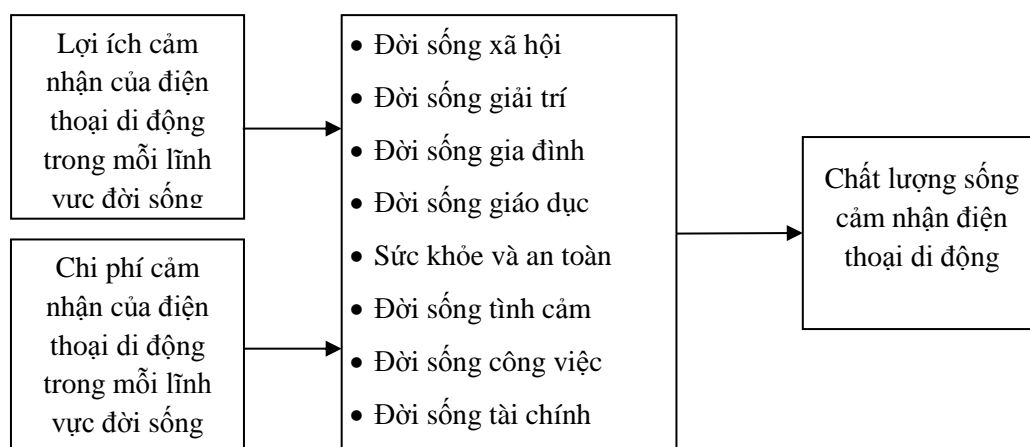 Lợi ích cảm
nhận của điện
thoại di động
trong mỗi lĩnh
vực đời sống
Chi phí cảm
nhận của điện
thoại di động
trong mỗi lĩnh
vực đời sống
• Đời sống xã hội
• Đời sống giải trí
• Đời sống gia đình
• Đời sống giáo dục
• Sức khỏe và an toàn
• Đời sống tình cảm
• Đời sống công việc
• Đời sống tài chính
Chất lượng sống
cảm nhận điện
thoại di động